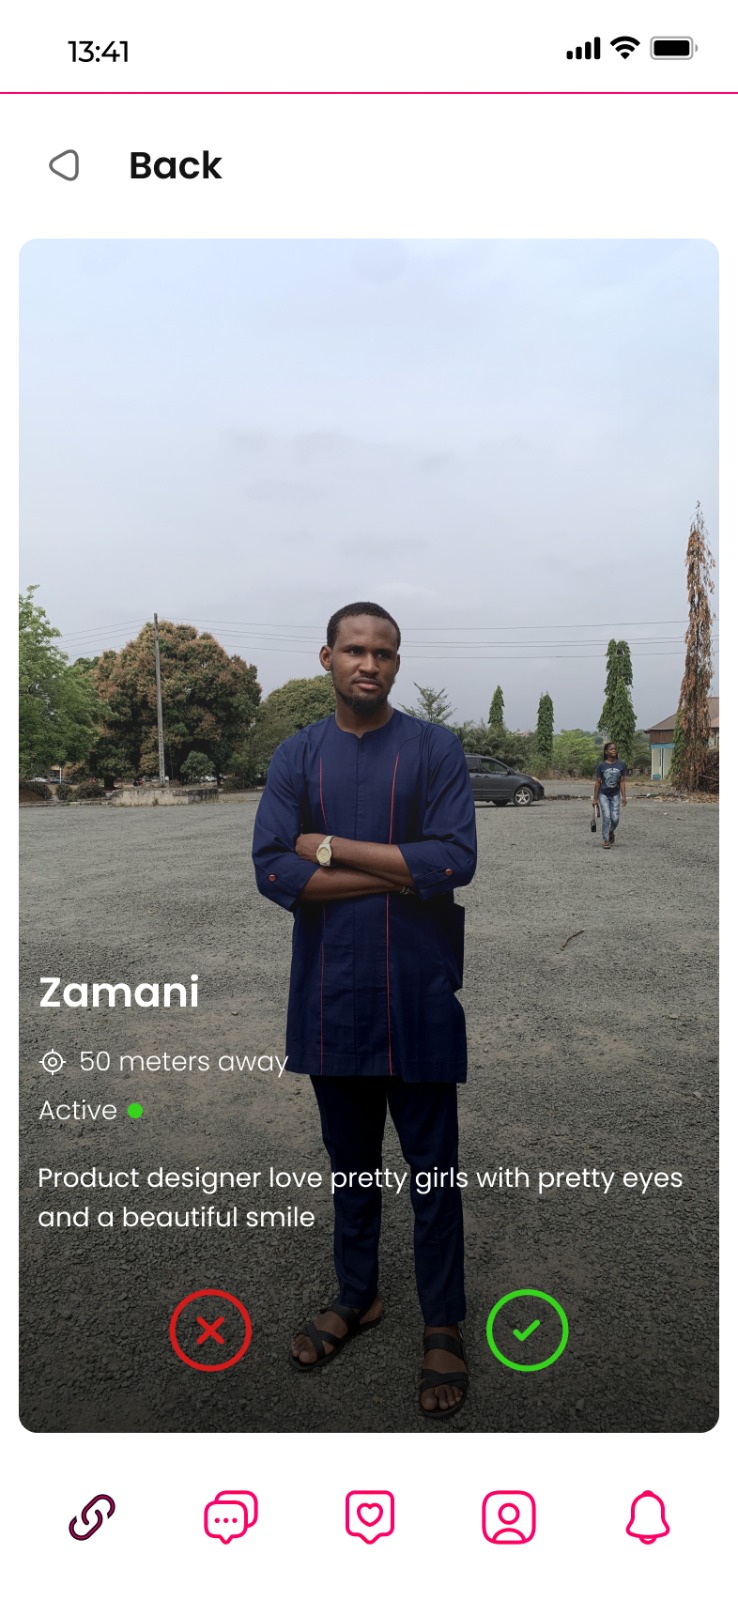 13:41
Back
Zamani
50 meters away
Active
Product designer love pretty girls with pretty eyes
and a beautiful smile